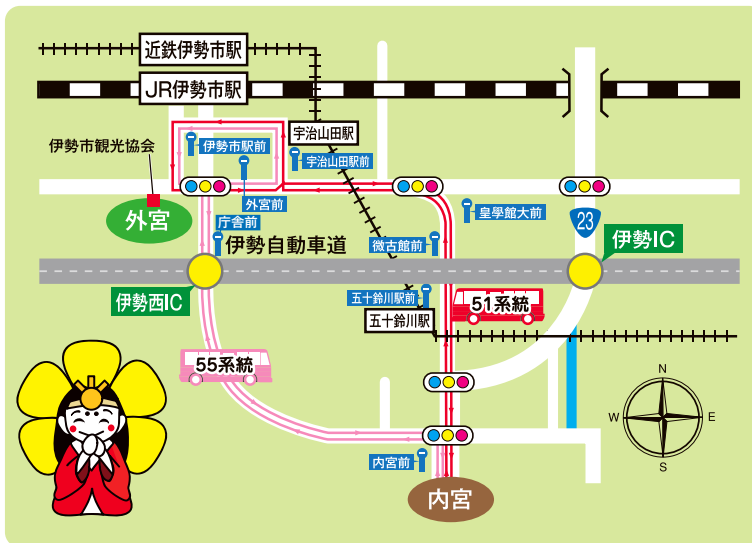 近鉄伊勢市駅
JR伊勢市駅
宇治山田駅
伊勢市観光協会
伊勢市駅前
宇治山田駅前
外宮前
外宮
庁舎前
皇學館大前
23
伊勢自動車道
微古館前
伊勢IC
伊勢西IC
五十鈴川駅前
51系統
五十鈴川駅
55系統
N
W
E
S
内宮前
内宮